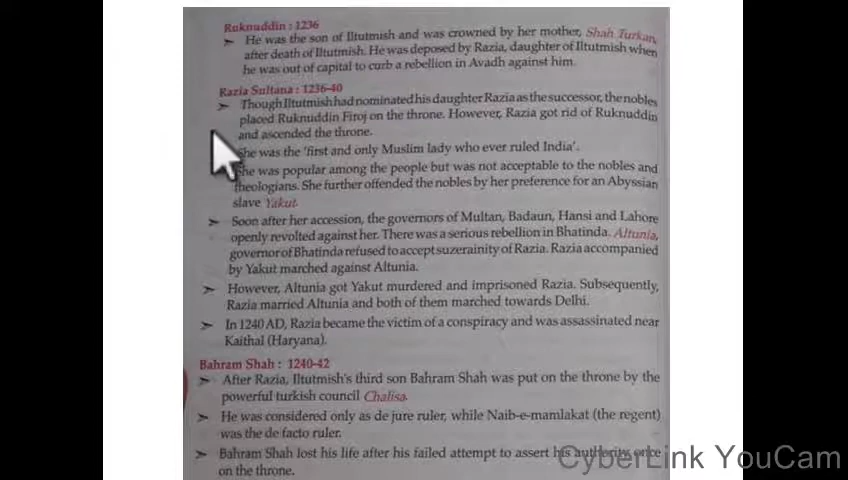 Ruknuddin : 1236
➢ He was the son of Iltutmish and was crowned by her mother, Shah Turkan,
after death of Iltutmish. He was deposed by Razia, daughter of Iltutmish when
he was out of capital to curb a rebellion in Avadh against him.
Razia Sultana : 1236-40
➢ Though Iltutmish had nominated his daughter Razia as the successor, the nobles
placed Ruknuddin Firoj on the throne. However, Razia got rid of Ruknuddin
and ascended the throne.
She was the 'first and only Muslim lady who ever ruled India'.
She was popular among the people but was not acceptable to the nobles and
theologians. She further offended the nobles by her preference for an Abyssian
slave Yakut.
➢ Soon after her accession, the governors of Multan, Badaun, Hansi and Lahore
openly revolted against her. There was a serious rebellion in Bhatinda. Altunia,
governor of Bhatinda refused to accept suzerainity of Razia. Razia accompanied
by Yakut marched against Altunia.
➢ However, Altunia got Yakut murdered and imprisoned Razia. Subsequently,
Razia married Altunia and both of them marched towards Delhi.
➢ In 1240 AD, Razia became the victim of a conspiracy and was assassinated near
Kaithal (Haryana).
Bahram Shah : 1240-42
➢ After Razia, Iltutmish's third son Bahram Shah was put on the throne by the
powerful turkish council Chalisa.
➢ He was considered only as de jure ruler, while Naib-e-mamlakat (the regent)
was the de facto ruler.
➢ Bahram Shah lost his life after his failed attempt to assert his authority once
on the throne.
CyberLink YouCam